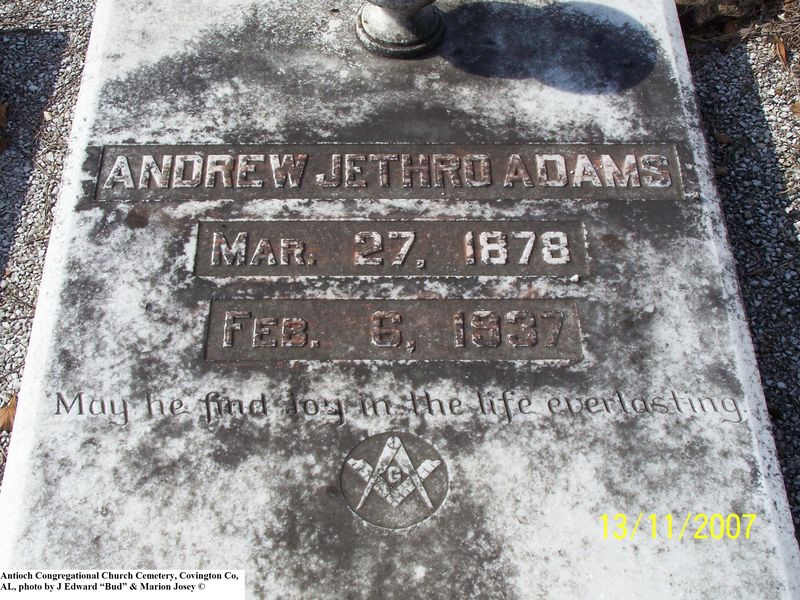 ANDREW JETHRO ADAMS
MAR. 27, 1878
FEB. 6, 1937
May he find Joy in the life everlasting
G
13/11/2007
Antioch Congregational Church Cemetery, Covington Co,
AL, photo by J Edward “Bud” & Marion Josey ©